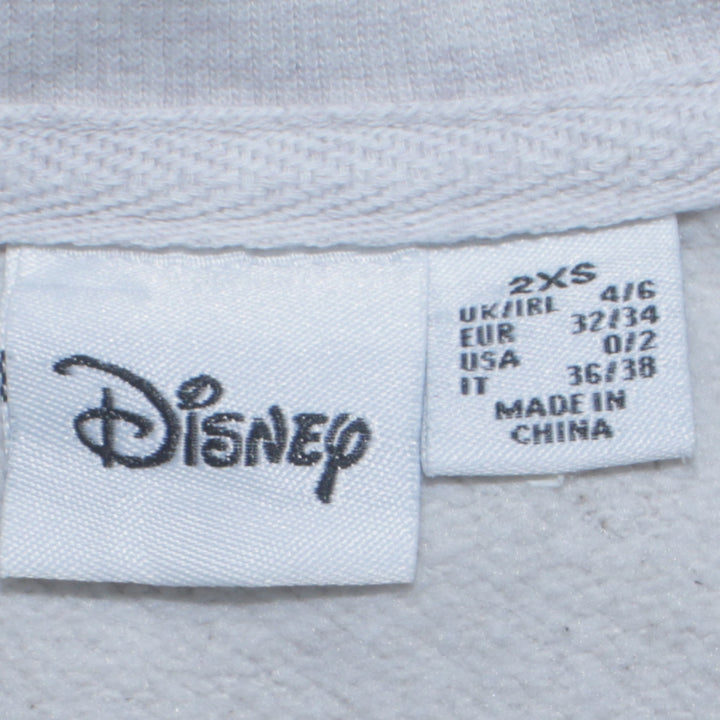 Disney
2XS
UK/IRL 4/6
EUR 32/34
USA 0/2
IT 36/38
MADE IN
CHINA